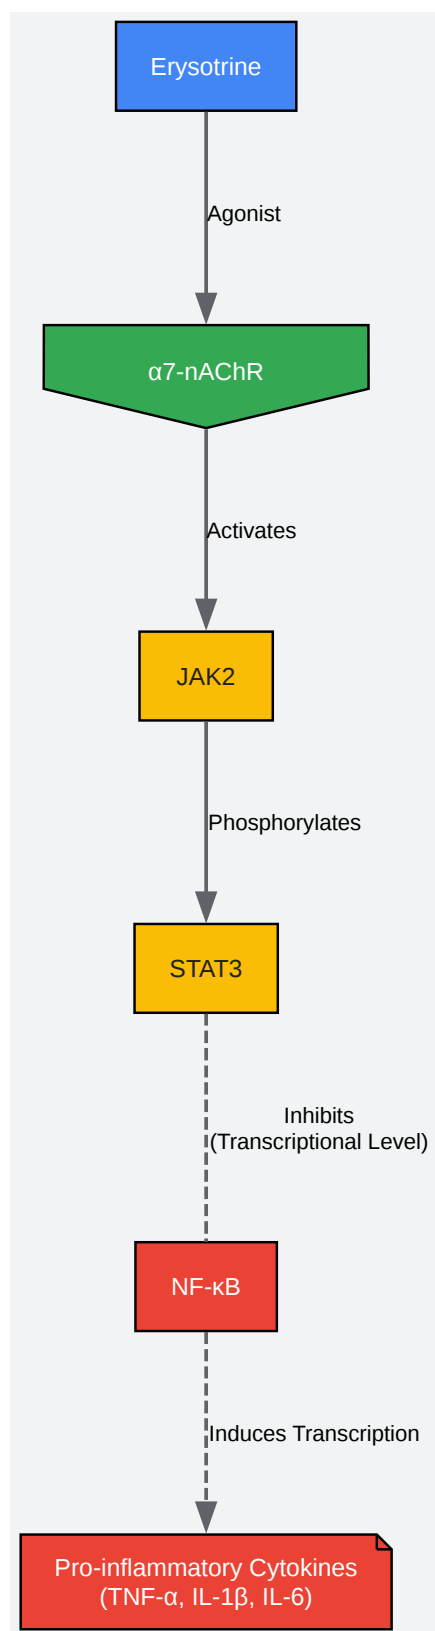 Erysotrine
Agonist
α7-nAChR
Activates
JAK2
Phosphorylates
STAT3
Inhibits
(Transcriptional Level)
NF-κB
Induces Transcription
Pro-inflammatory Cytokines
(TNF-α, IL-1β, IL-6)